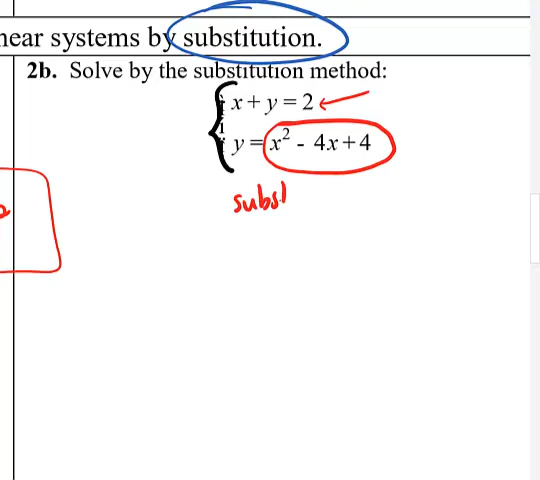 near systems by substitution.
2b. Solve by the substitution method:
x + y = 2
y = x² - 4x + 4
subst